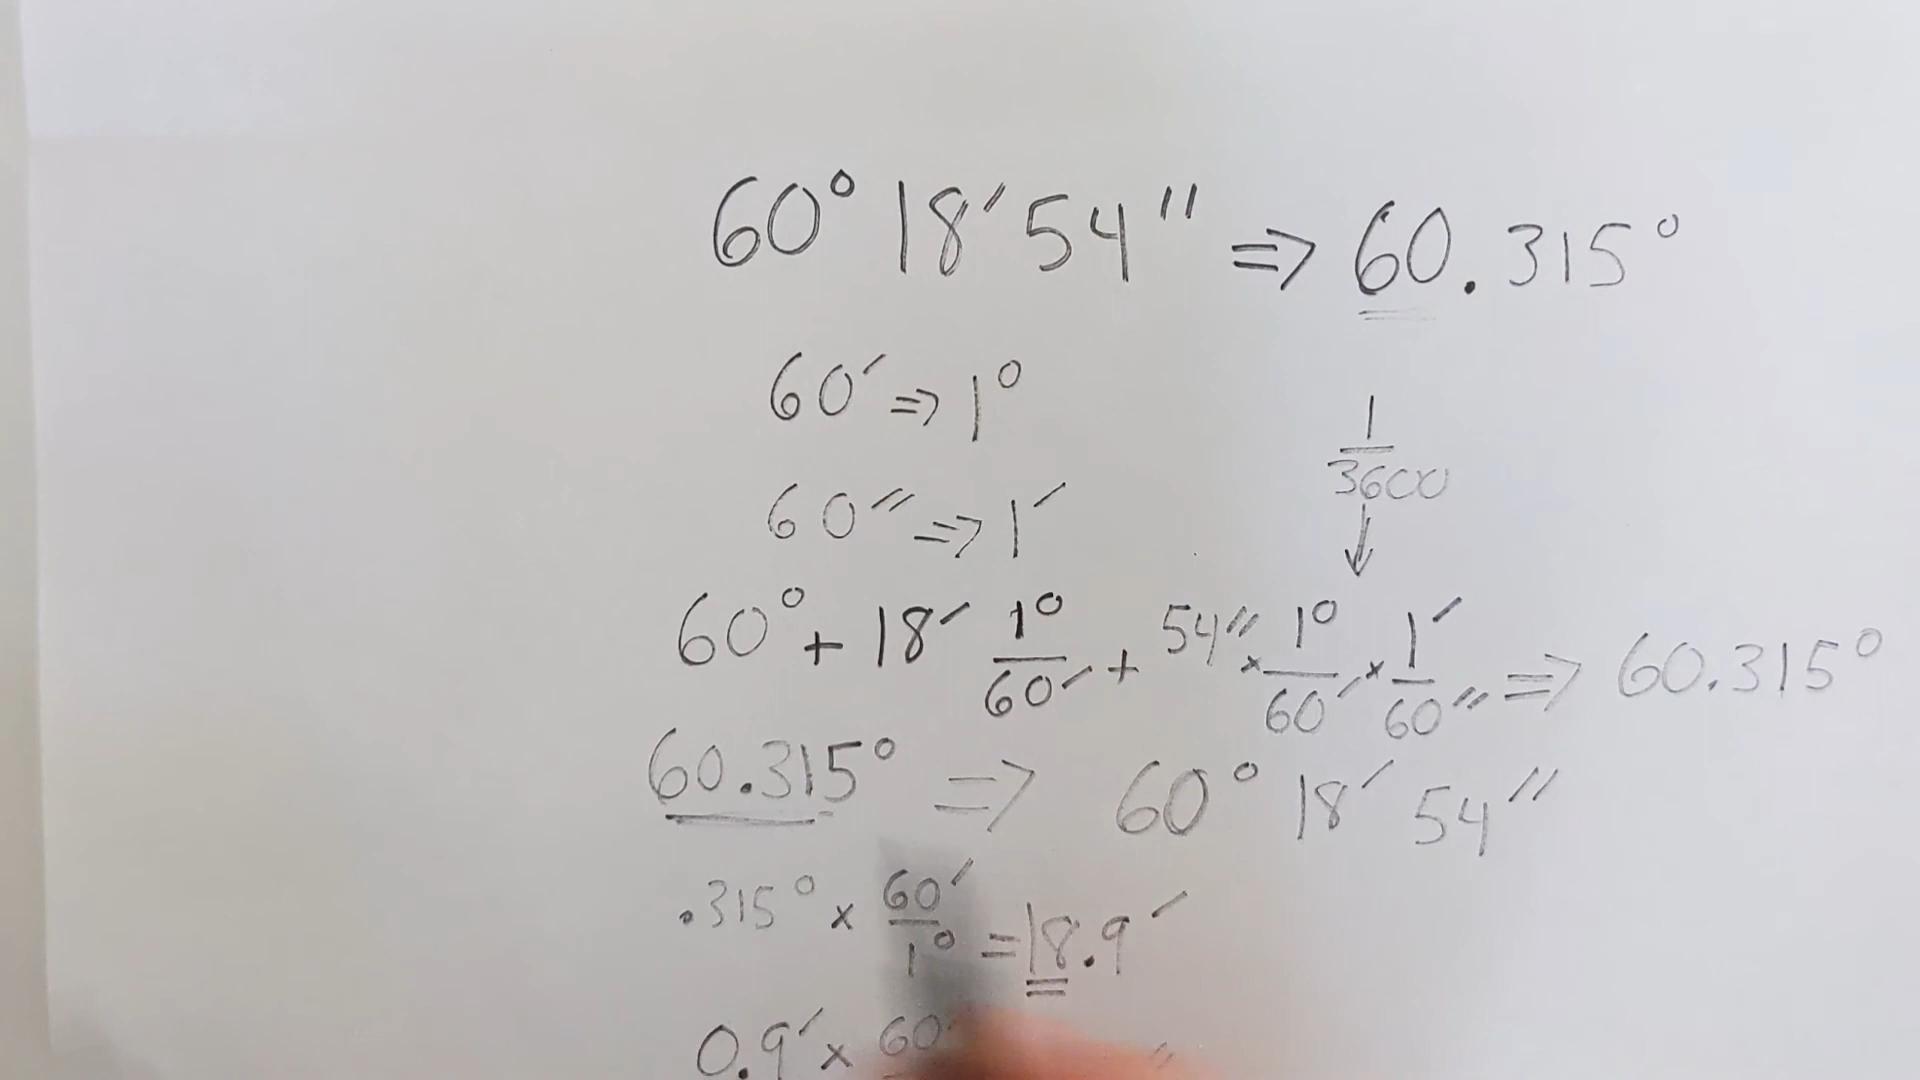 60° 18′ 54″ => 60.315°
60′ => 1°
1/3600
60″ => 1′
60° + 18′ 1°/60′ + 54″ × 1°/60′ × 1′/60″ => 60.315°
60.315° => 60° 18′ 54″
.315° × 60′/1° = 18.9′
0.9′ × 60